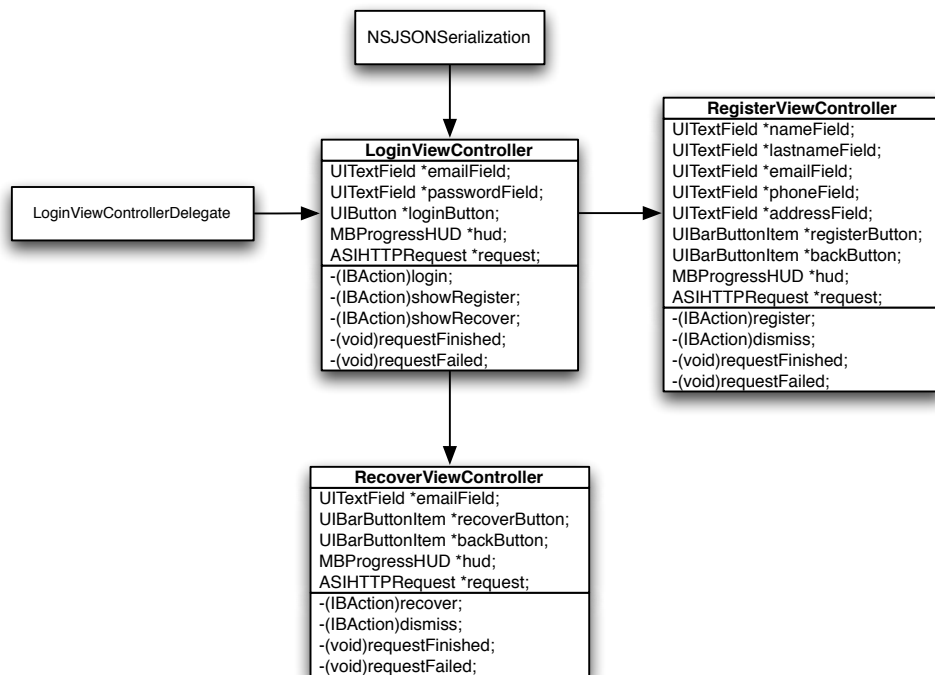 NSJSONSerialization
LoginViewControllerDelegate
LoginViewController
UITextField *emailField;
UITextField *passwordField;
UIButton *loginButton;
MBProgressHUD *hud;
ASIHTTPRequest *request;
-(IBAction)login;
-(IBAction)showRegister;
-(IBAction)showRecover;
-(void)requestFinished;
-(void)requestFailed;
RegisterViewController
UITextField *nameField;
UITextField *lastnameField;
UITextField *emailField;
UITextField *phoneField;
UITextField *addressField;
UIBarButtonItem *registerButton;
UIBarButtonItem *backButton;
MBProgressHUD *hud;
ASIHTTPRequest *request;
-(IBAction)register;
-(IBAction)dismiss;
-(void)requestFinished;
-(void)requestFailed;
RecoverViewController
UITextField *emailField;
UIBarButtonItem *recoverButton;
UIBarButtonItem *backButton;
MBProgressHUD *hud;
ASIHTTPRequest *request;
-(IBAction)recover;
-(IBAction)dismiss;
-(void)requestFinished;
-(void)requestFailed;